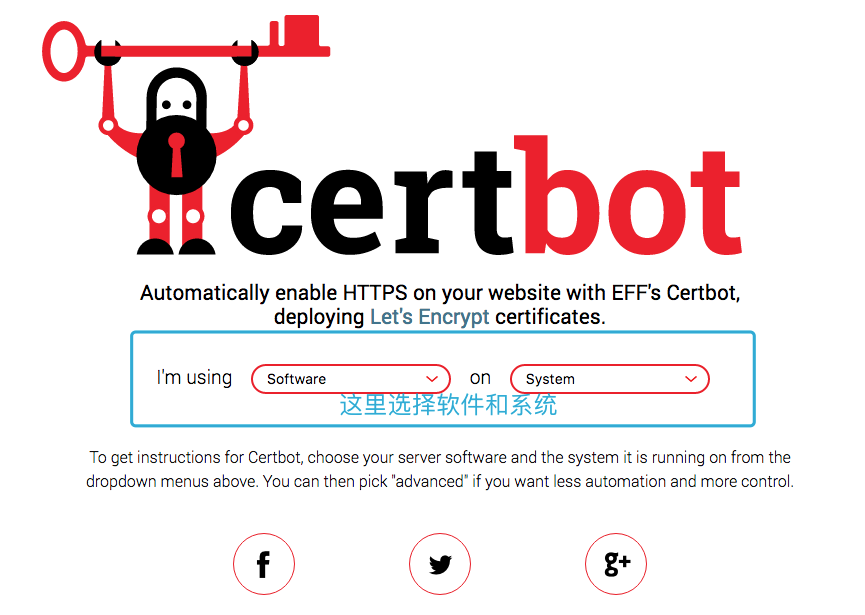 certbot
Automatically enable HTTPS on your website with EFF's Certbot,
deploying Let's Encrypt certificates.
I'm using Software on System
这里选择软件和系统
To get instructions for Certbot, choose your server software and the system it is running on from the
dropdown menus above. You can then pick "advanced" if you want less automation and more control.
f
g+